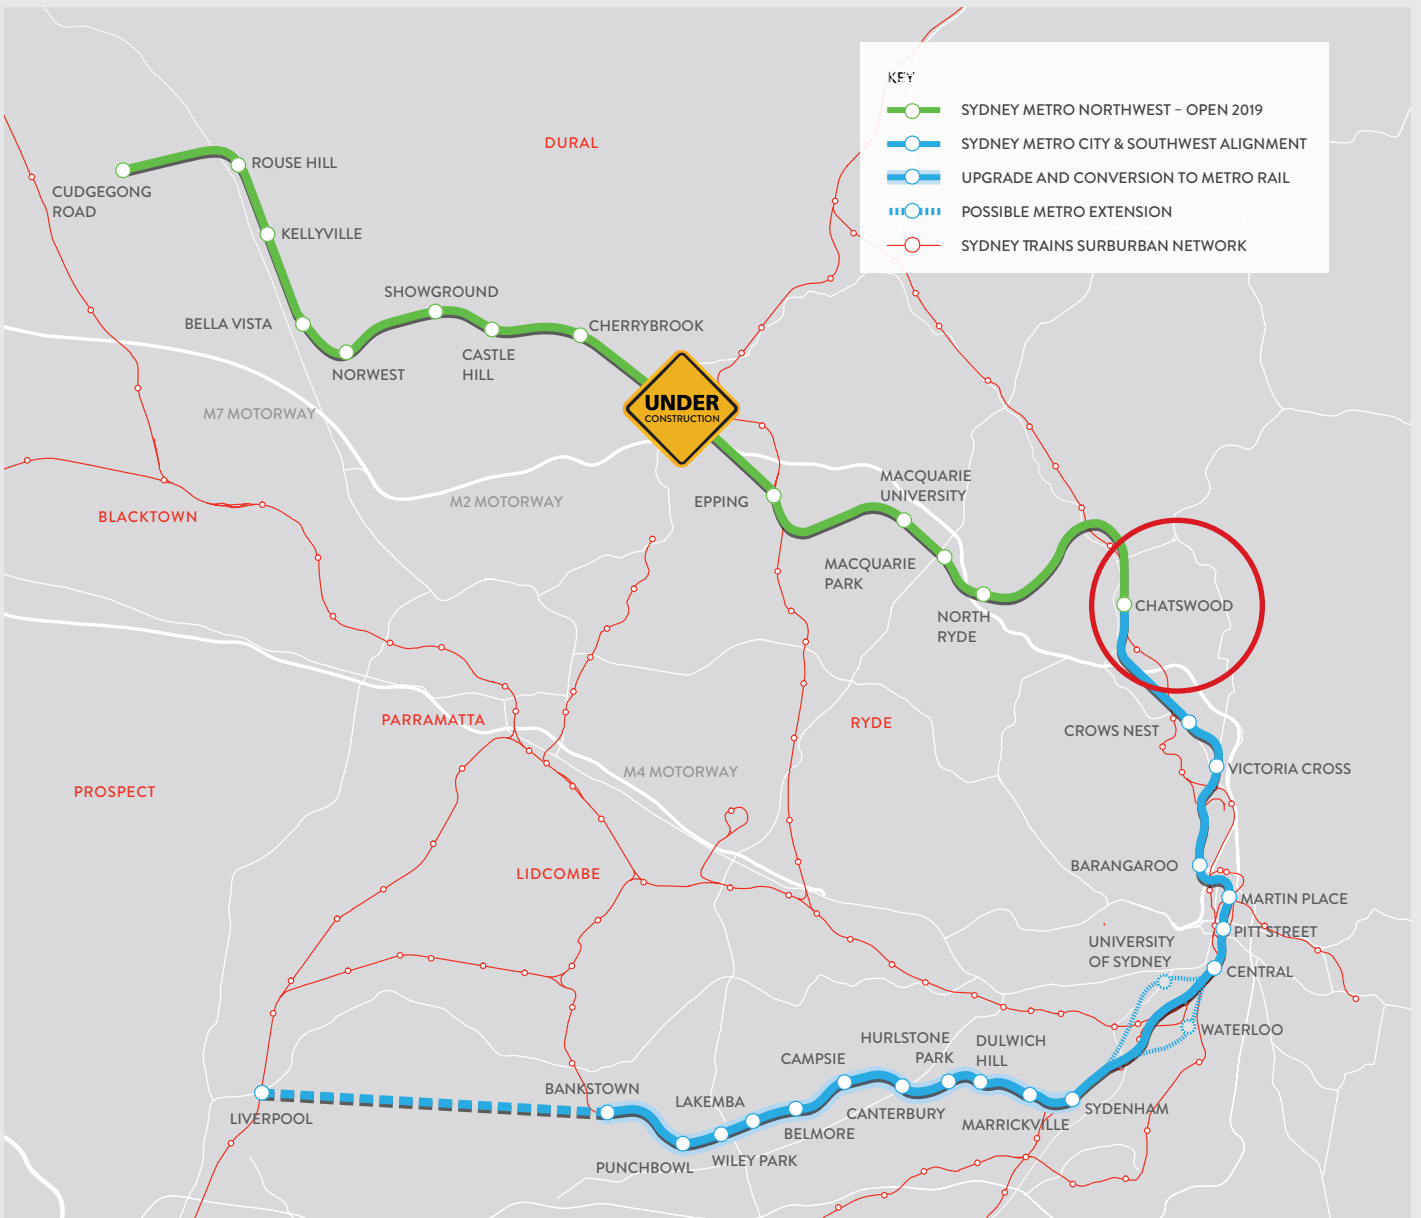 KEY
SYDNEY METRO NORTHWEST – OPEN 2019
SYDNEY METRO CITY & SOUTHWEST ALIGNMENT
UPGRADE AND CONVERSION TO METRO RAIL
POSSIBLE METRO EXTENSION
SYDNEY TRAINS SURBURBAN NETWORK
DURAL
ROUSE HILL
CUDGEGONG
ROAD
KELLYVILLE
SHOWGROUND
BELLA VISTA
CHERRYBROOK
CASTLE
HILL
NORWEST
UNDER
CONSTRUCTION
M7 MOTORWAY
M2 MOTORWAY
EPPING
MACQUARIE
UNIVERSITY
BLACKTOWN
MACQUARIE
PARK
NORTH
RYDE
CHATSWOOD
PARRAMATTA
RYDE
CROWS NEST
VICTORIA CROSS
M4 MOTORWAY
PROSPECT
LIDCOMBE
BARANGAROO
MARTIN PLACE
PITT STREET
UNIVERSITY
OF SYDNEY
CENTRAL
WATERLOO
HURLSTONE
PARK
DULWICH
HILL
CAMPSIE
BANKSTOWN
LAKEMBA
CANTERBURY
SYDENHAM
LIVERPOOL
MARRICKVILLE
BELMORE
WILEY PARK
PUNCHBOWL